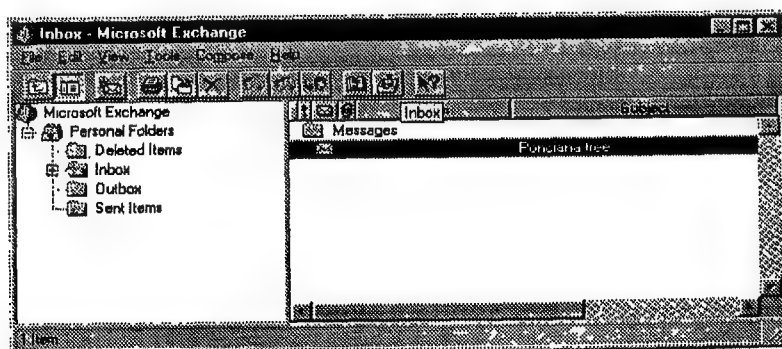 Inbox - Microsoft Exchange
File Edit View Tools Compose Help
Microsoft Exchange
Personal Folders
Deleted Items
Inbox
Outbox
Sent Items
Inbox
Subject
Messages
Ponciana tree
1 Item